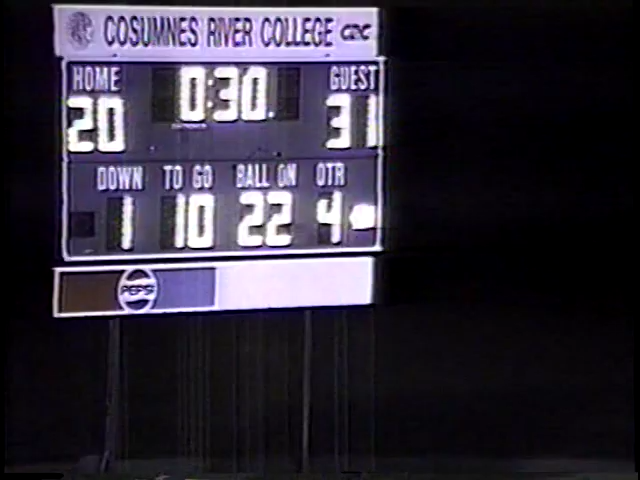 COSUMNES RIVER COLLEGE CRC
HOME 0:30 GUEST
20 31
DOWN TO GO BALL ON QTR
1 10 22 4
PEPSI